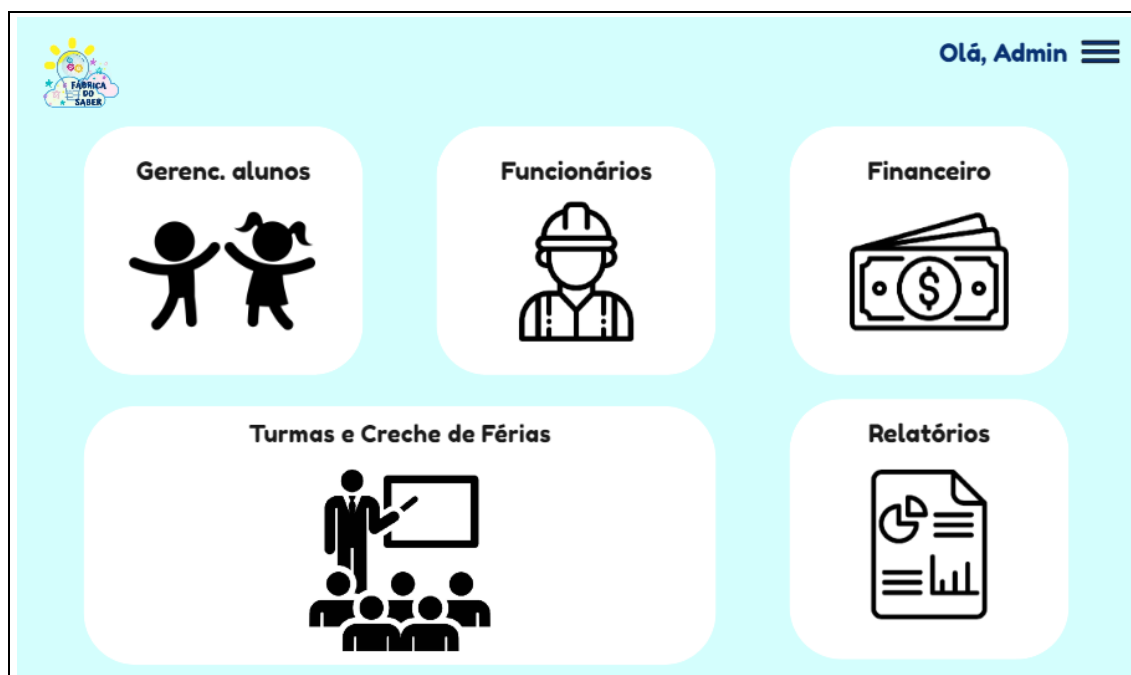 FÁBRICA
DO
SABER
Olá, Admin
Gerenc. alunos
Funcionários
Financeiro
$
Turmas e Creche de Férias
Relatórios